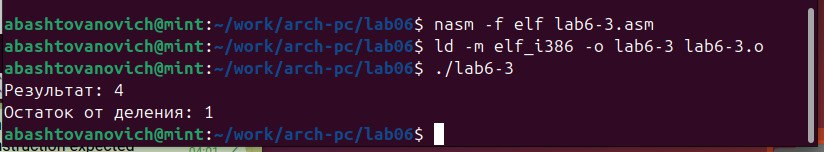 abashtovanovich@mint:~/work/arch-pc/lab06$ nasm -f elf lab6-3.asm
abashtovanovich@mint:~/work/arch-pc/lab06$ ld -m elf_i386 -o lab6-3 lab6-3.o
abashtovanovich@mint:~/work/arch-pc/lab06$ ./lab6-3
Результат: 4
Остаток от деления: 1
abashtovanovich@mint:~/work/arch-pc/lab06$
expected